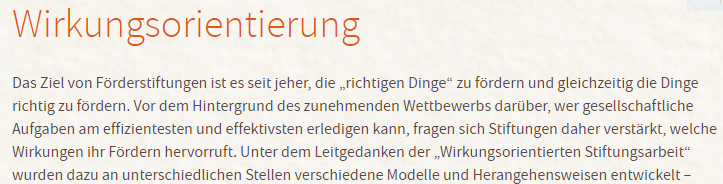 Wirkungsorientierung
Das Ziel von Förderstiftungen ist es seit jeher, die „richtigen Dinge“ zu fördern und gleichzeitig die Dinge
richtig zu fördern. Vor dem Hintergrund des zunehmenden Wettbewerbs darüber, wer gesellschaftliche
Aufgaben am effizientesten und effektivsten erledigen kann, fragen sich Stiftungen daher verstärkt, welche
Wirkungen ihr Fördern hervorruft. Unter dem Leitgedanken der „Wirkungsorientierten Stiftungsarbeit“
wurden dazu an unterschiedlichen Stellen verschiedene Modelle und Herangehensweisen entwickelt –